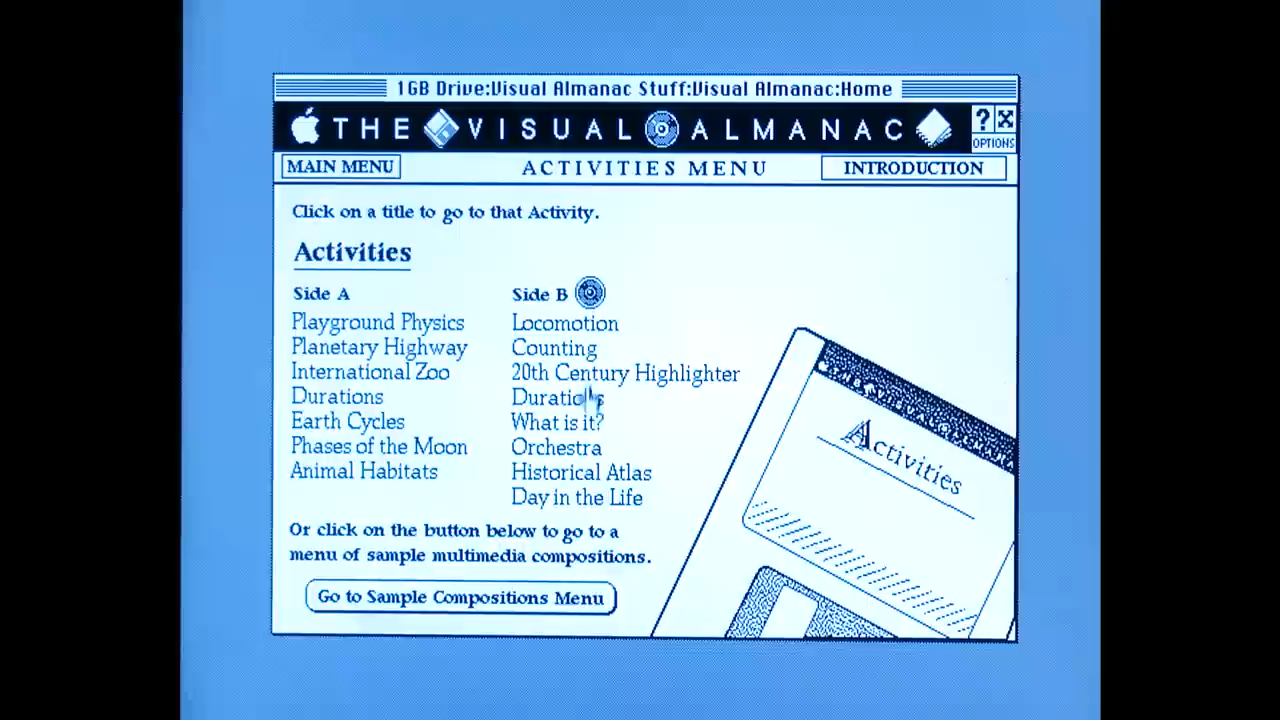 1GB Drive:Visual Almanac Stuff:Visual Almanac:Home
THE VISUAL ALMANAC
? 
OPTIONS
MAIN MENU
ACTIVITIES MENU
INTRODUCTION
Click on a title to go to that Activity.
Activities
Side A
Playground Physics
Planetary Highway
International Zoo
Durations
Earth Cycles
Phases of the Moon
Animal Habitats
Side B
Locomotion
Counting
20th Century Highlighter
Durations
What is it?
Orchestra
Historical Atlas
Day in the Life
Or click on the button below to go to a
menu of sample multimedia compositions.
Go to Sample Compositions Menu
Activities